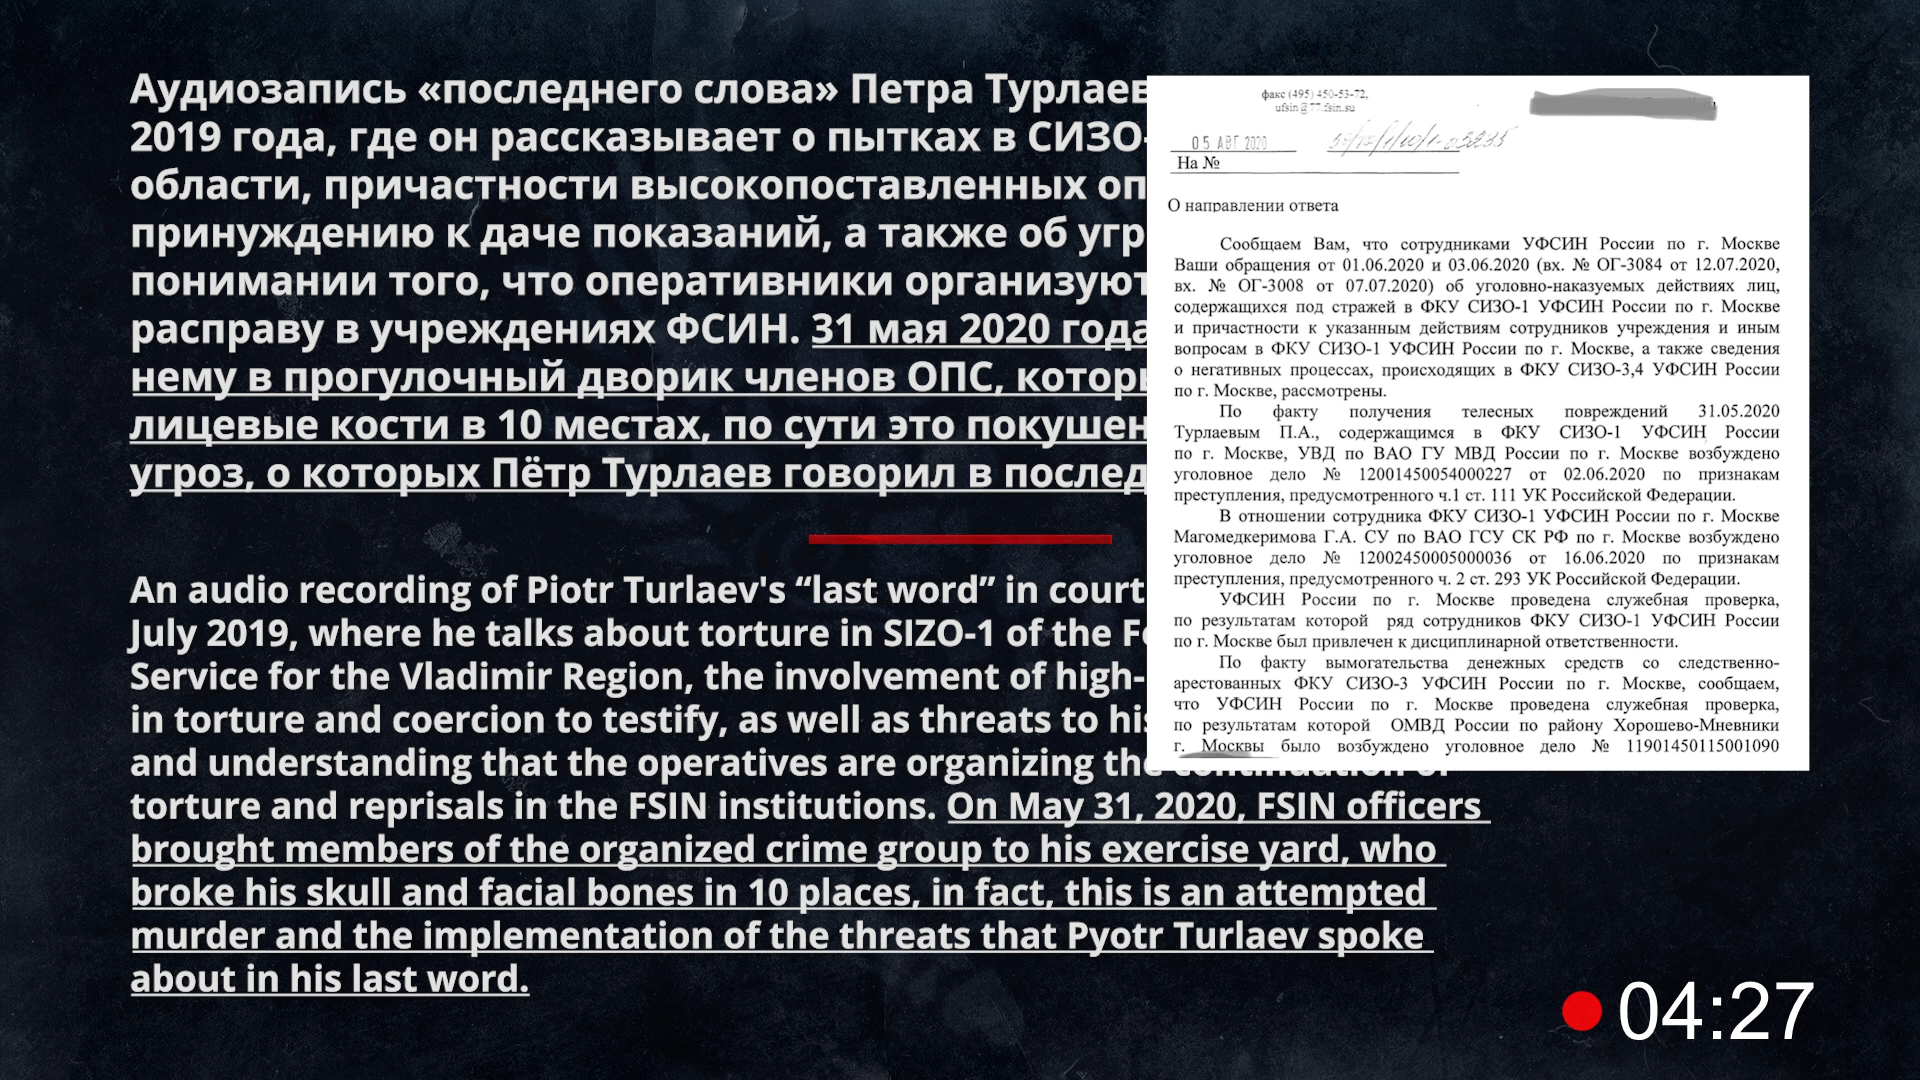 Аудиозапись «последнего слова» Петра Турлаев
2019 года, где он рассказывает о пытках в СИЗО-
области, причастности высокопоставленных оп
принуждению к даче показаний, а также об угр
понимании того, что оперативники организуют
расправу в учреждениях ФСИН. 31 мая 2020 года
нему в прогулочный дворик членов ОПС, которы
лицевые кости в 10 местах, по сути это покушен
угроз, о которых Пётр Турлаев говорил в послед
An audio recording of Piotr Turlaev's “last word” in court
July 2019, where he talks about torture in SIZO-1 of the Fe
Service for the Vladimir Region, the involvement of high-
in torture and coercion to testify, as well as threats to his
and understanding that the operatives are organizing the continuation of
torture and reprisals in the FSIN institutions. On May 31, 2020, FSIN officers
brought members of the organized crime group to his exercise yard, who
broke his skull and facial bones in 10 places, in fact, this is an attempted
murder and the implementation of the threats that Pyotr Turlaev spoke
about in his last word.
факс (495) 450-53-72,
ufsin@77.fsin.su
05 АВГ 2020
На №
О направлении ответа
Сообщаем Вам, что сотрудниками УФСИН России по г. Москве
Ваши обращения от 01.06.2020 и 03.06.2020 (вх. № ОГ-3084 от 12.07.2020,
вх. № ОГ-3008 от 07.07.2020) об уголовно-наказуемых действиях лиц,
содержащихся под стражей в ФКУ СИЗО-1 УФСИН России по г. Москве
и причастности к указанным действиям сотрудников учреждения и иным
вопросам в ФКУ СИЗО-1 УФСИН России по г. Москве, а также сведения
о негативных процессах, происходящих в ФКУ СИЗО-3,4 УФСИН России
по г. Москве, рассмотрены.
По факту получения телесных повреждений 31.05.2020
Турлаевым П.А., содержащимся в ФКУ СИЗО-1 УФСИН России
по г. Москве, УВД по ВАО ГУ МВД России по г. Москве возбуждено
уголовное дело № 12001450054000227 от 02.06.2020 по признакам
преступления, предусмотренного ч.1 ст. 111 УК Российской Федерации.
В отношении сотрудника ФКУ СИЗО-1 УФСИН России по г. Москве
Магомедкеримова Г.А. СУ по ВАО ГСУ СК РФ по г. Москве возбуждено
уголовное дело № 12002450005000036 от 16.06.2020 по признакам
преступления, предусмотренного ч. 2 ст. 293 УК Российской Федерации.
УФСИН России по г. Москве проведена служебная проверка,
по результатам которой ряд сотрудников ФКУ СИЗО-1 УФСИН России
по г. Москве был привлечен к дисциплинарной ответственности.
По факту вымогательства денежных средств со следственно-
арестованных ФКУ СИЗО-3 УФСИН России по г. Москве, сообщаем,
что УФСИН России по г. Москве проведена служебная проверка,
по результатам которой ОМВД России по району Хорошево-Мневники
г. Москвы было возбуждено уголовное дело № 11901450115001090
04:27